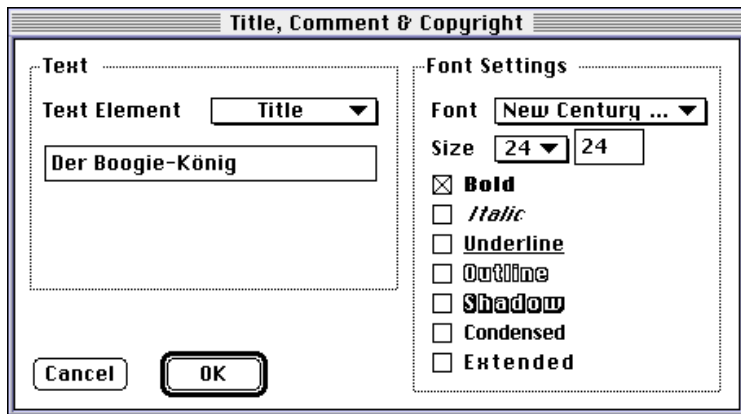 Title, Comment & Copyright
Text
Text Element Title
Der Boogie-König
Font Settings
Font New Century ...
Size 24 24
Bold
Italic
Underline
Outline
Shadow
Condensed
Extended
Cancel OK